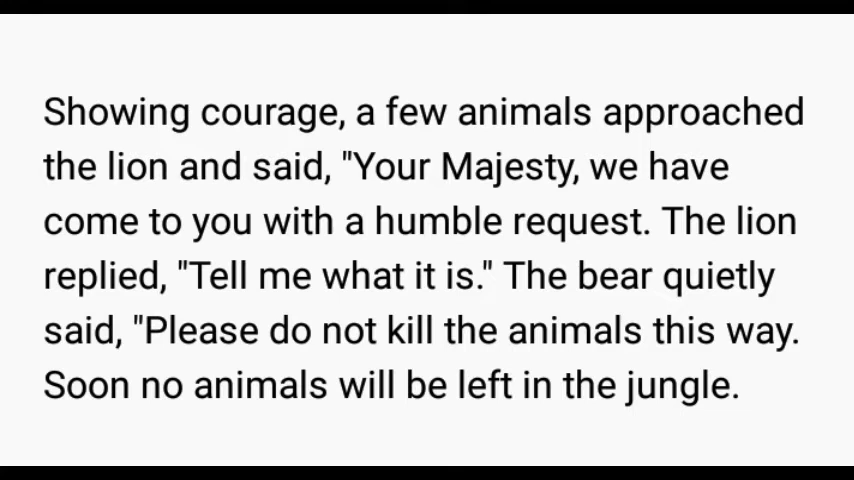 Showing courage, a few animals approached
the lion and said, "Your Majesty, we have
come to you with a humble request. The lion
replied, "Tell me what it is." The bear quietly
said, "Please do not kill the animals this way.
Soon no animals will be left in the jungle.